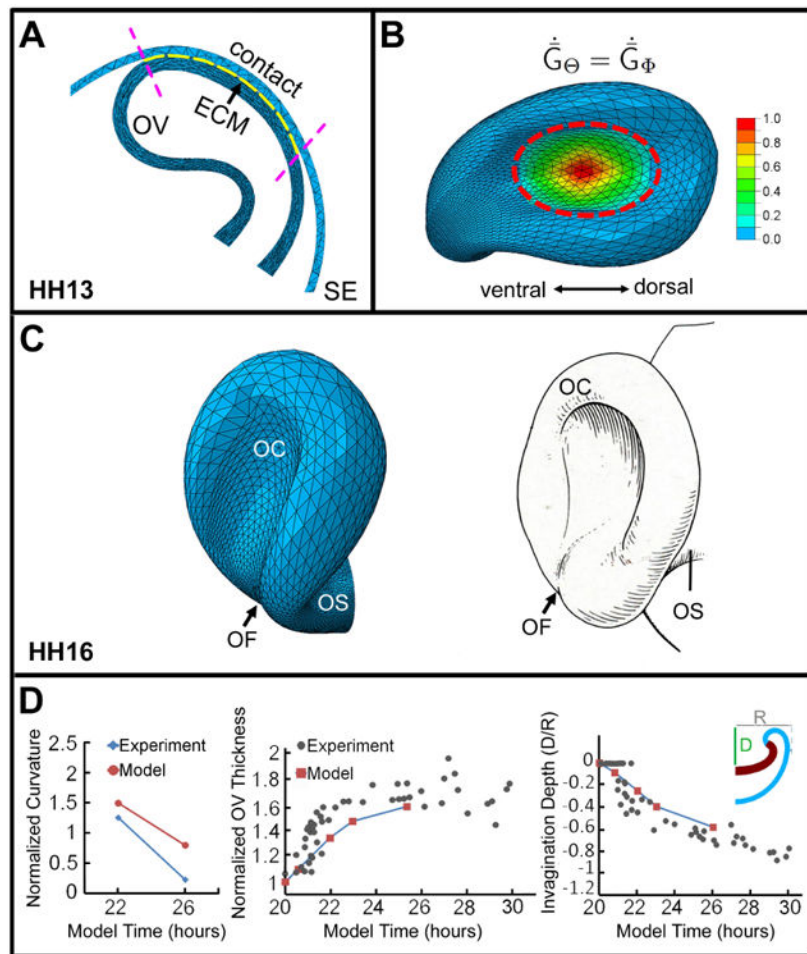 A
contact
ECM
OV
SE
HH13
B
Ġ̄_Θ = Ġ̄_Φ
1.0
0.8
0.6
0.4
0.2
0.0
ventral
dorsal
C
OC
OS
OF
OC
OS
OF
HH16
D
Normalized Curvature
2.5
2
1.5
1
0.5
0
Experiment
Model
22
26
Model Time (hours)
Normalized OV Thickness
2
1.8
1.6
1.4
1.2
1
Experiment
Model
20
22
24
26
28
30
Model Time (hours)
Invagination Depth (D/R)
0
-0.2
-0.4
-0.6
-0.8
-1
-1.2
R
D
20
22
24
26
28
30
Model Time (hours)